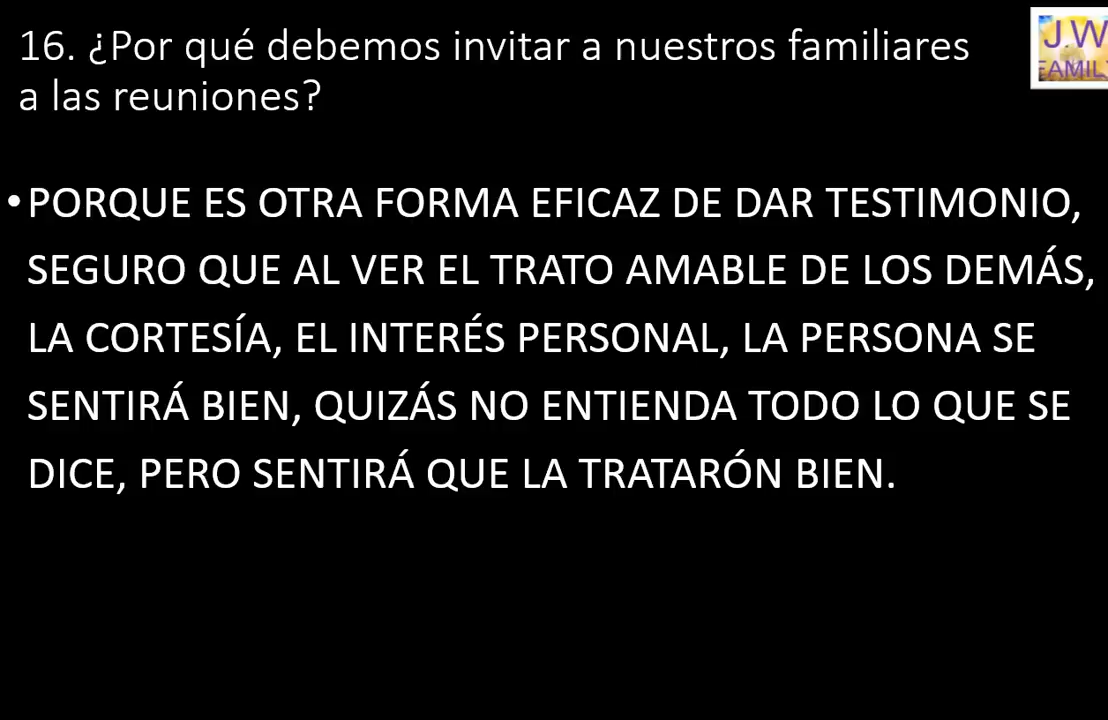 16. ¿Por qué debemos invitar a nuestros familiares
a las reuniones?
J.W
FAMIL
•PORQUE ES OTRA FORMA EFICAZ DE DAR TESTIMONIO,
SEGURO QUE AL VER EL TRATO AMABLE DE LOS DEMÁS,
LA CORTESÍA, EL INTERÉS PERSONAL, LA PERSONA SE
SENTIRÁ BIEN, QUIZÁS NO ENTIENDA TODO LO QUE SE
DICE, PERO SENTIRÁ QUE LA TRATARÓN BIEN.